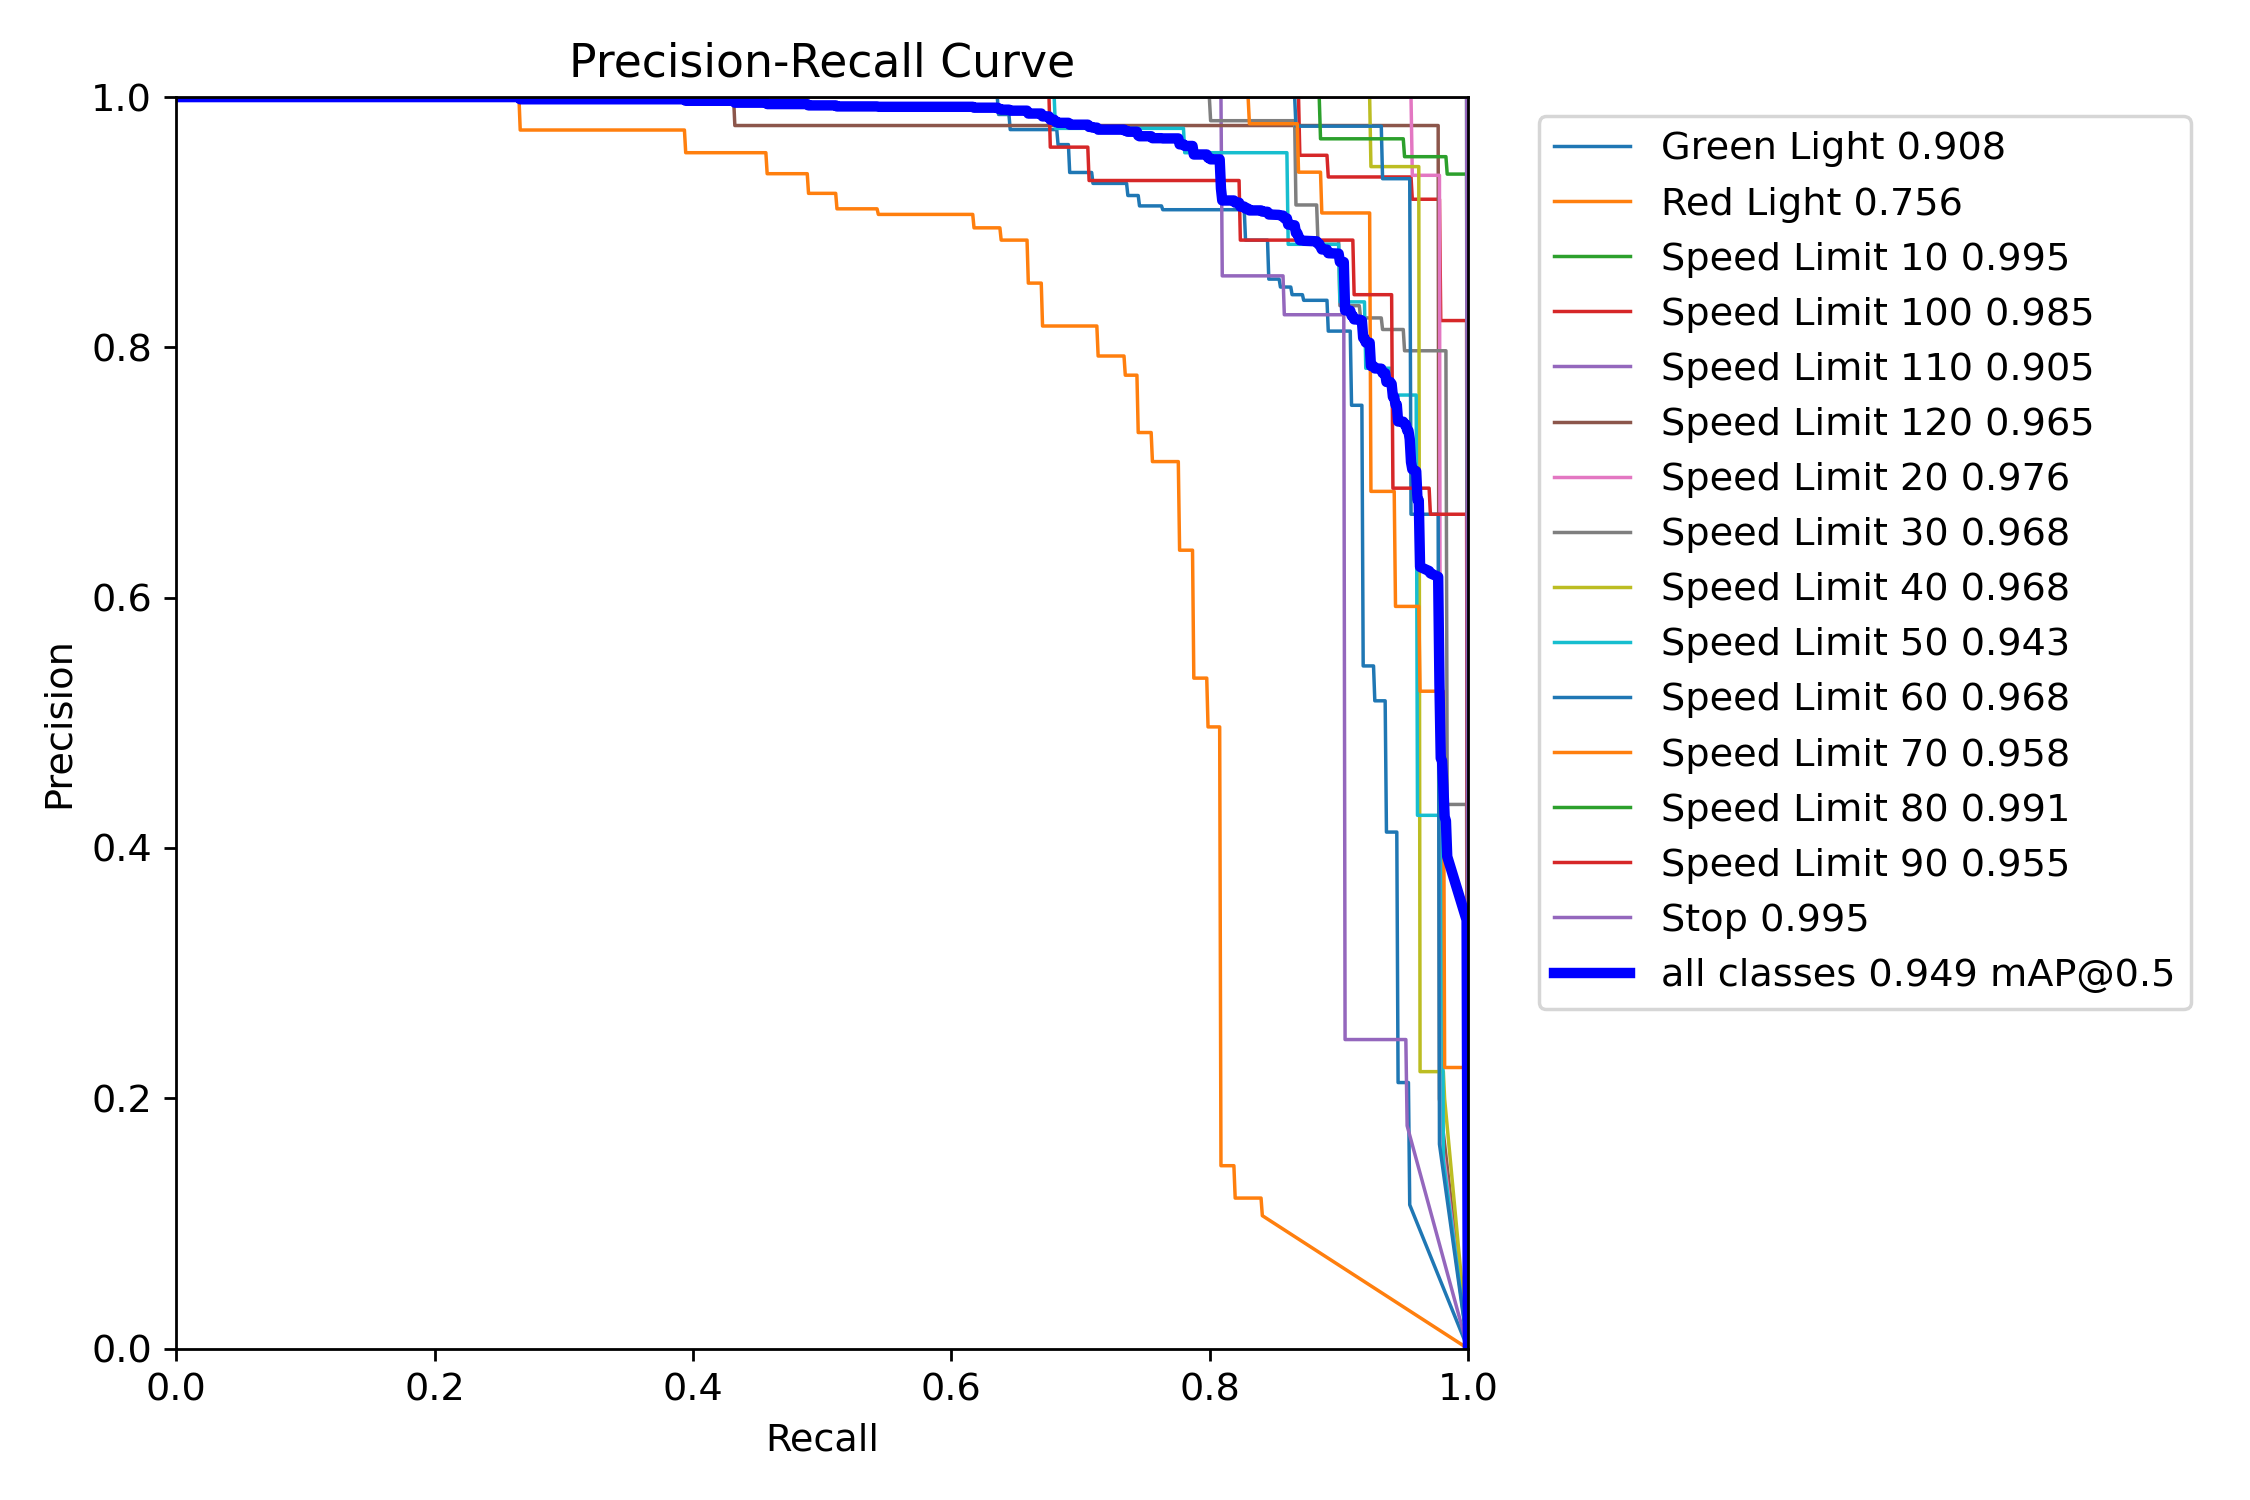 Precision-Recall Curve
1.0
0.8
0.6
0.4
0.2
0.0
Precision
0.0 0.2 0.4 0.6 0.8 1.0
Recall
Green Light 0.908
Red Light 0.756
Speed Limit 10 0.995
Speed Limit 100 0.985
Speed Limit 110 0.905
Speed Limit 120 0.965
Speed Limit 20 0.976
Speed Limit 30 0.968
Speed Limit 40 0.968
Speed Limit 50 0.943
Speed Limit 60 0.968
Speed Limit 70 0.958
Speed Limit 80 0.991
Speed Limit 90 0.955
Stop 0.995
all classes 0.949 mAP@0.5